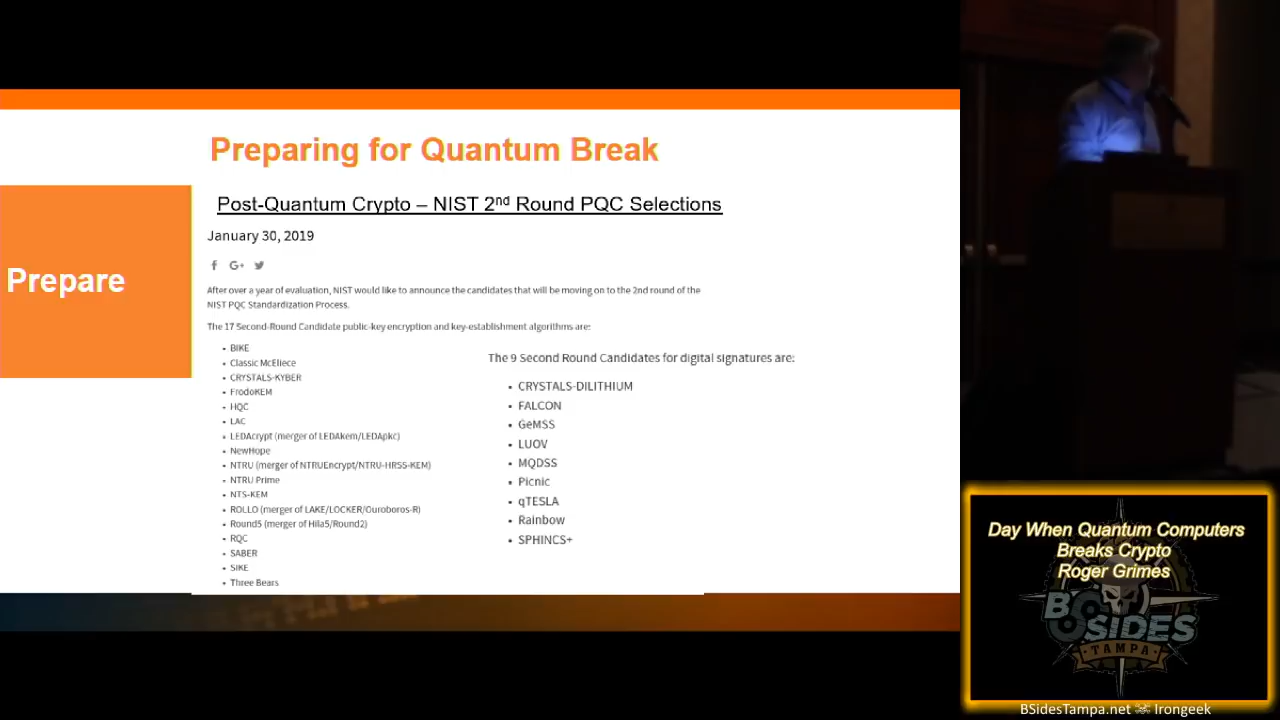 Preparing for Quantum Break
Prepare
Post-Quantum Crypto – NIST 2nd Round PQC Selections
January 30, 2019
G+
After over a year of evaluation, NIST would like to announce the candidates that will be moving on to the 2nd round of the
NIST PQC Standardization Process.
The 17 Second-Round Candidate public-key encryption and key-establishment algorithms are:
• BIKE
• Classic McEliece
• CRYSTALS-KYBER
• FrodoKEM
• HQC
• LAC
• LEDAcrypt (merger of LEDAkem/LEDApkc)
• NewHope
• NTRU (merger of NTRUEncrypt/NTRU-HRSS-KEM)
• NTRU Prime
• NTS-KEM
• ROLLO (merger of LAKE/LOCKER/Ouroboros-R)
• Round5 (merger of Hila5/Round2)
• RQC
• SABER
• SIKE
• Three Bears
The 9 Second Round Candidates for digital signatures are:
• CRYSTALS-DILITHIUM
• FALCON
• GeMSS
• LUOV
• MQDSS
• Picnic
• qTESLA
• Rainbow
• SPHINCS+
Day When Quantum Computers
Breaks Crypto
Roger Grimes
BSIDES
TAMPA
BSidesTampa.net ☠ Irongeek